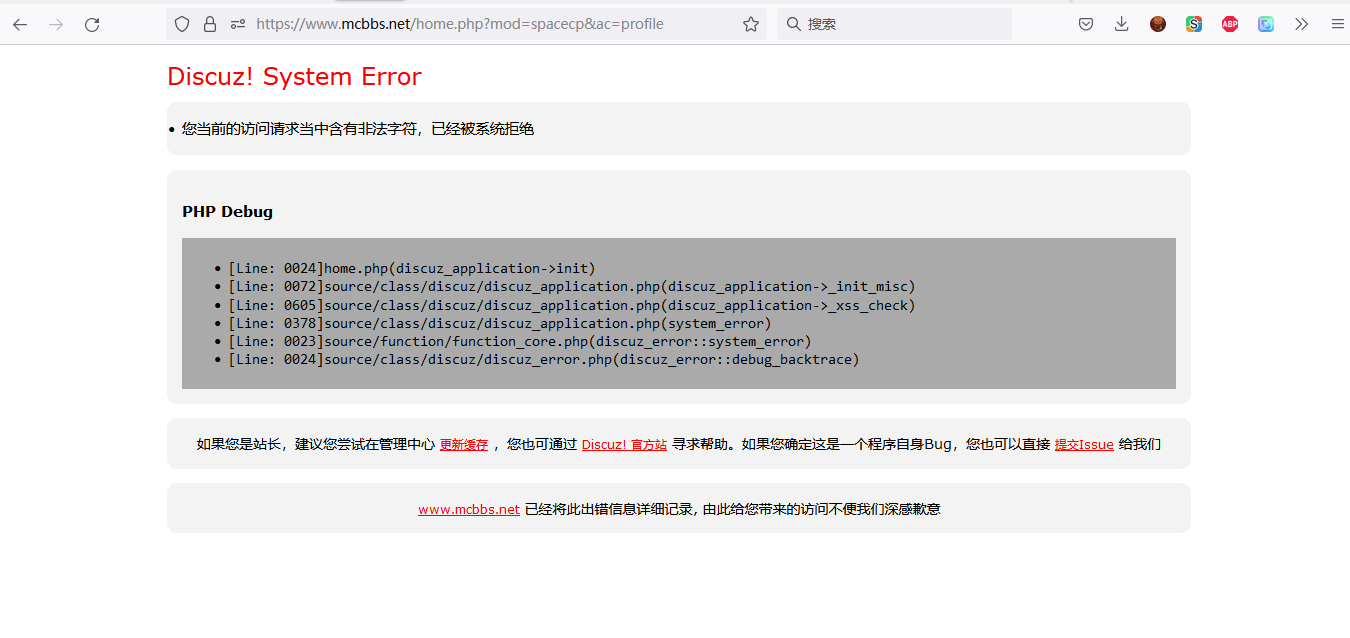 https://www.mcbbs.net/home.php?mod=spacecp&ac=profile
搜索
S
ABP
Discuz! System Error
• 您当前的访问请求当中含有非法字符，已经被系统拒绝
PHP Debug
• [Line: 0024]home.php(discuz_application->init)
• [Line: 0072]source/class/discuz/discuz_application.php(discuz_application->_init_misc)
• [Line: 0605]source/class/discuz/discuz_application.php(discuz_application->_xss_check)
• [Line: 0378]source/class/discuz/discuz_application.php(system_error)
• [Line: 0023]source/function/function_core.php(discuz_error::system_error)
• [Line: 0024]source/class/discuz/discuz_error.php(discuz_error::debug_backtrace)
如果您是站长，建议您尝试在管理中心 更新缓存 ，您也可通过 Discuz! 官方站 寻求帮助。如果您确定这是一个程序自身Bug，您也可以直接 提交Issue 给我们
www.mcbbs.net 已经将此出错信息详细记录, 由此给您带来的访问不便我们深感歉意